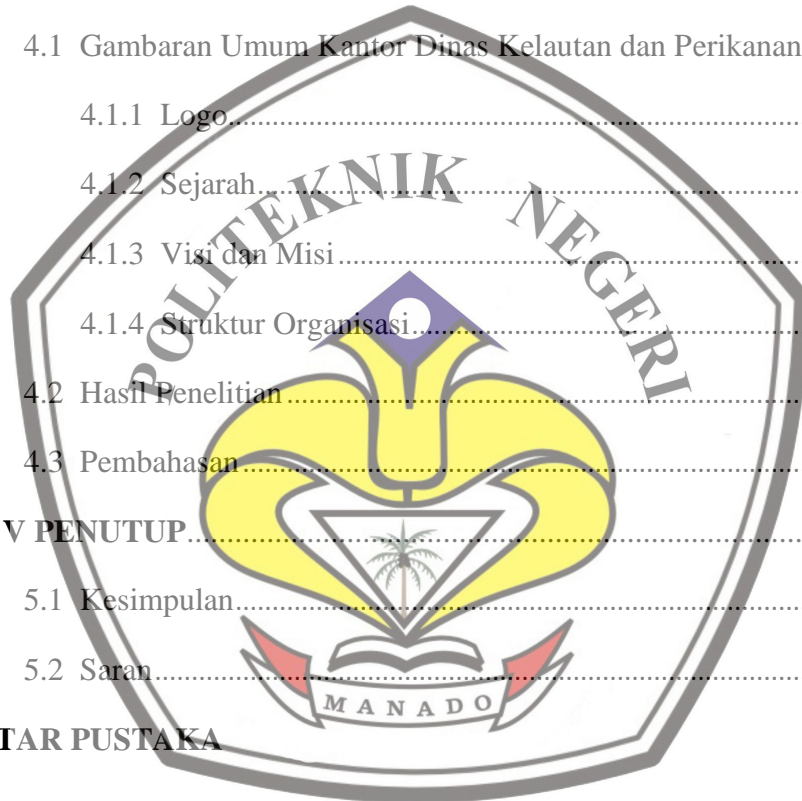 4.1 Gambaran Umum Kantor Dinas Kelautan dan Perikanan
4.1.1 Logo........................................................................
4.1.2 Sejarah....................................................................
4.1.3 Visi dan Misi.........................................................
4.1.4 Struktur Organisasi................................................
4.2 Hasil Penelitian..........................................................
4.3 Pembahasan...............................................................
V PENUTUP......................................................................
5.1 Kesimpulan................................................................
5.2 Saran..........................................................................
TAR PUSTAKA
POLITEKNIK NEGERI
MANADO